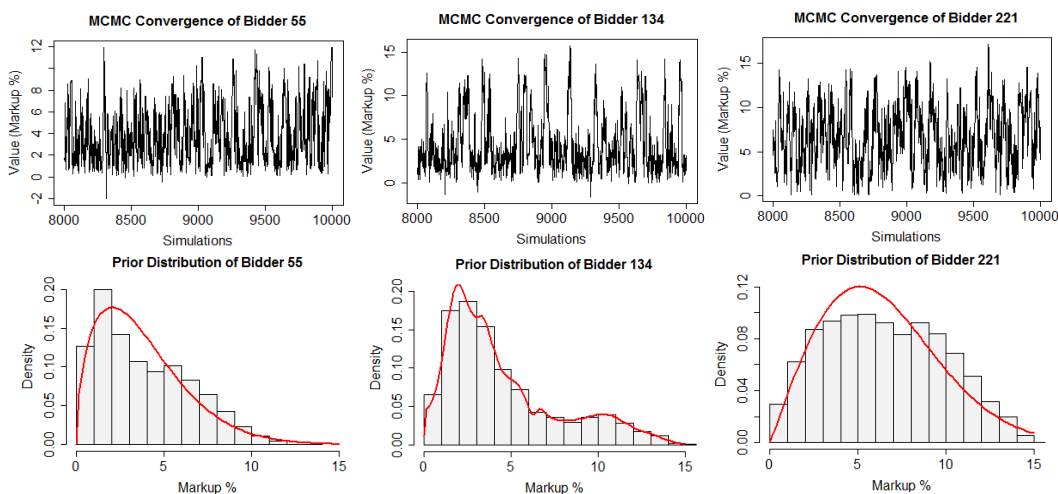 MCMC Convergence of Bidder 55
Value (Markup %)
12
10
8
6
4
2
0
-2
8000 8500 9000 9500 10000
Simulations
MCMC Convergence of Bidder 134
Value (Markup %)
15
10
5
0
8000 8500 9000 9500 10000
Simulations
MCMC Convergence of Bidder 221
Value (Markup %)
15
10
5
0
8000 8500 9000 9500 10000
Simulations
Prior Distribution of Bidder 55
Density
0.20
0.15
0.10
0.05
0.00
0 5 10 15
Markup %
Prior Distribution of Bidder 134
Density
0.20
0.15
0.10
0.05
0.00
0 5 10 15
Markup %
Prior Distribution of Bidder 221
Density
0.12
0.08
0.04
0.00
0 5 10 15
Markup %